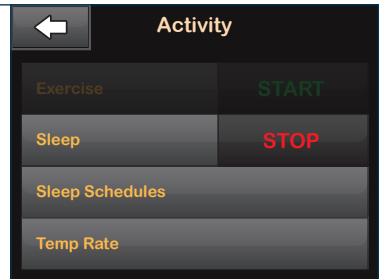 Activity
Exercise START
Sleep STOP
Sleep Schedules
Temp Rate